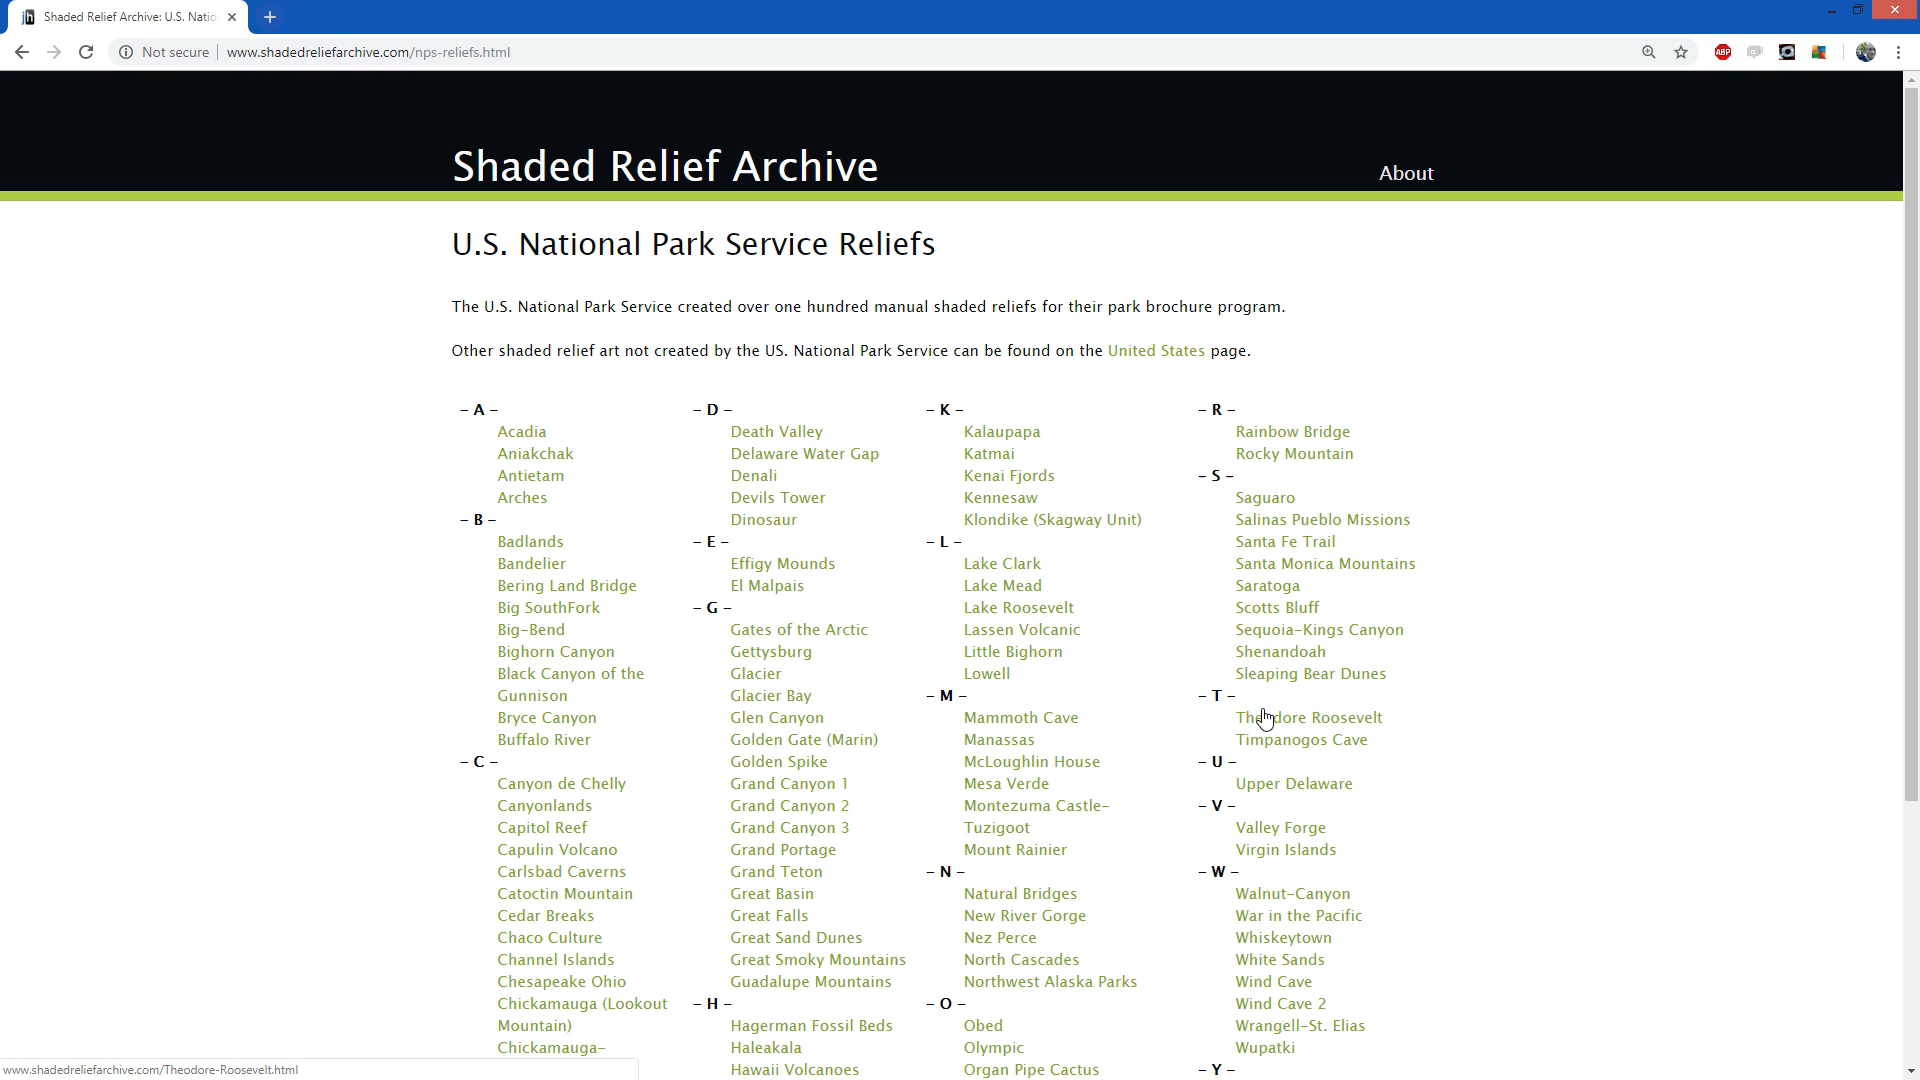 Shaded Relief Archive: U.S. Natio
Not secure
www.shadedreliefarchive.com/nps-reliefs.html
ABP
Shaded Relief Archive
About
U.S. National Park Service Reliefs
The U.S. National Park Service created over one hundred manual shaded reliefs for their park brochure program.
Other shaded relief art not created by the US. National Park Service can be found on the United States page.
– A –
Acadia
Aniakchak
Antietam
Arches
– B –
Badlands
Bandelier
Bering Land Bridge
Big SouthFork
Big-Bend
Bighorn Canyon
Black Canyon of the
Gunnison
Bryce Canyon
Buffalo River
– C –
Canyon de Chelly
Canyonlands
Capitol Reef
Capulin Volcano
Carlsbad Caverns
Catoctin Mountain
Cedar Breaks
Chaco Culture
Channel Islands
Chesapeake Ohio
Chickamauga (Lookout
Mountain)
Chickamauga-
– D –
Death Valley
Delaware Water Gap
Denali
Devils Tower
Dinosaur
– E –
Effigy Mounds
El Malpais
– G –
Gates of the Arctic
Gettysburg
Glacier
Glacier Bay
Glen Canyon
Golden Gate (Marin)
Golden Spike
Grand Canyon 1
Grand Canyon 2
Grand Canyon 3
Grand Portage
Grand Teton
Great Basin
Great Falls
Great Sand Dunes
Great Smoky Mountains
Guadalupe Mountains
– H –
Hagerman Fossil Beds
Haleakala
Hawaii Volcanoes
– K –
Kalaupapa
Katmai
Kenai Fjords
Kennesaw
Klondike (Skagway Unit)
– L –
Lake Clark
Lake Mead
Lake Roosevelt
Lassen Volcanic
Little Bighorn
Lowell
– M –
Mammoth Cave
Manassas
McLoughlin House
Mesa Verde
Montezuma Castle-
Tuzigoot
Mount Rainier
– N –
Natural Bridges
New River Gorge
Nez Perce
North Cascades
Northwest Alaska Parks
– O –
Obed
Olympic
Organ Pipe Cactus
– R –
Rainbow Bridge
Rocky Mountain
– S –
Saguaro
Salinas Pueblo Missions
Santa Fe Trail
Santa Monica Mountains
Saratoga
Scotts Bluff
Sequoia-Kings Canyon
Shenandoah
Sleaping Bear Dunes
– T –
Theodore Roosevelt
Timpanogos Cave
– U –
Upper Delaware
– V –
Valley Forge
Virgin Islands
– W –
Walnut-Canyon
War in the Pacific
Whiskeytown
White Sands
Wind Cave
Wind Cave 2
Wrangell-St. Elias
Wupatki
– Y –
www.shadedreliefarchive.com/Theodore-Roosevelt.html